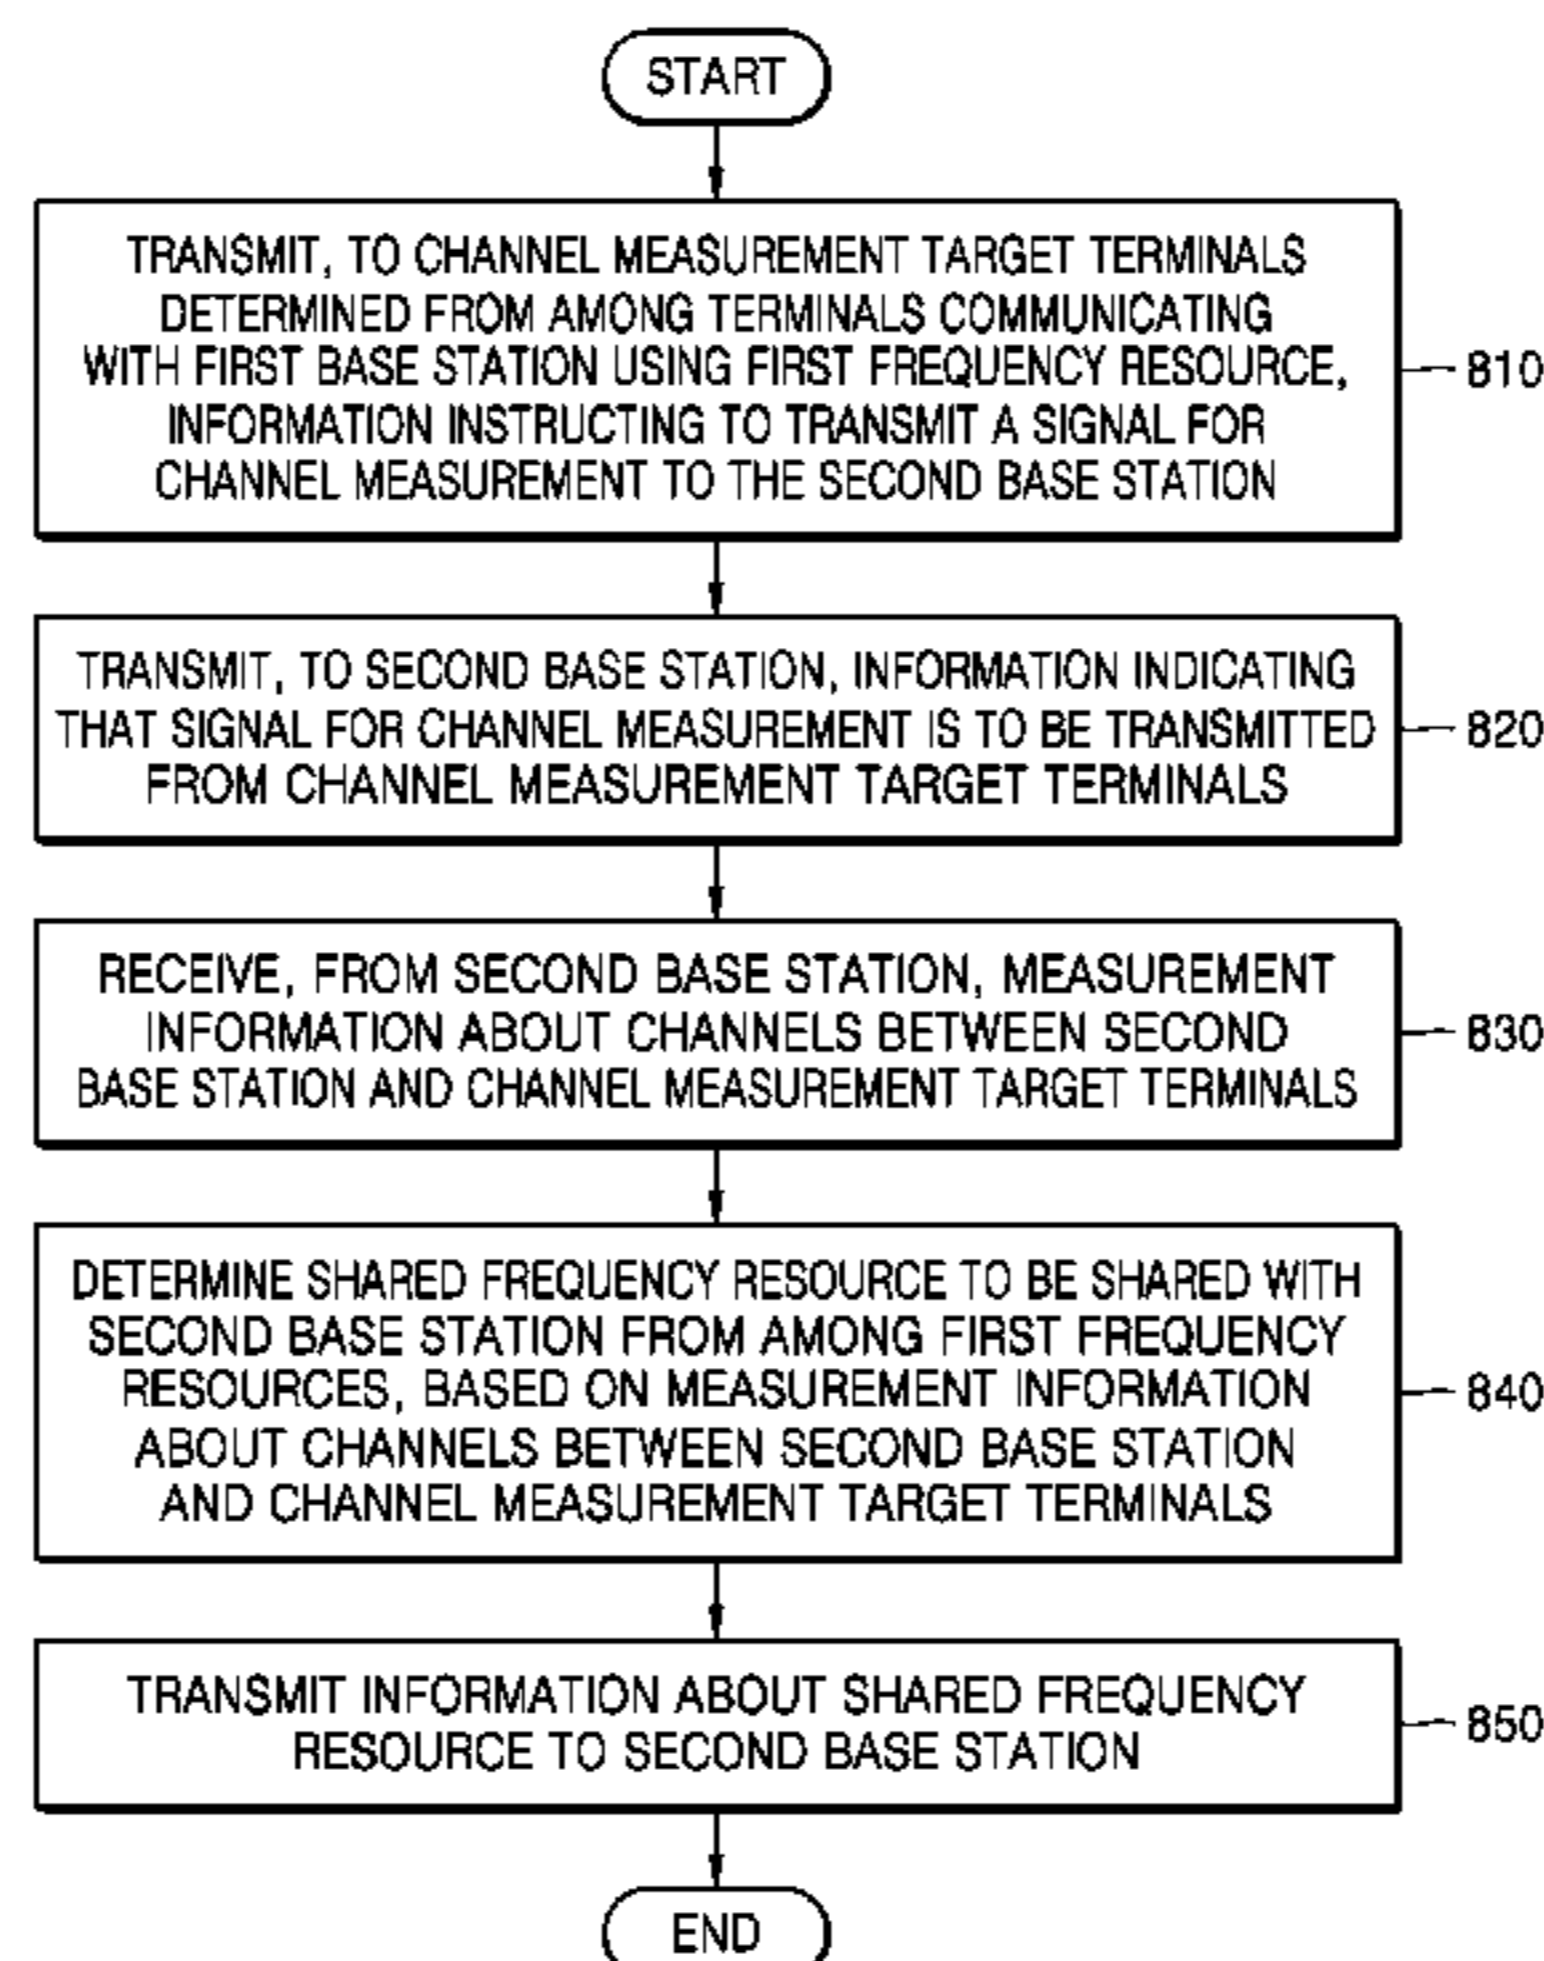 START
TRANSMIT, TO CHANNEL MEASUREMENT TARGET TERMINALS
DETERMINED FROM AMONG TERMINALS COMMUNICATING
WITH FIRST BASE STATION USING FIRST FREQUENCY RESOURCE,
INFORMATION INSTRUCTING TO TRANSMIT A SIGNAL FOR
CHANNEL MEASUREMENT TO THE SECOND BASE STATION
810
TRANSMIT, TO SECOND BASE STATION, INFORMATION INDICATING
THAT SIGNAL FOR CHANNEL MEASUREMENT IS TO BE TRANSMITTED
FROM CHANNEL MEASUREMENT TARGET TERMINALS
820
RECEIVE, FROM SECOND BASE STATION, MEASUREMENT
INFORMATION ABOUT CHANNELS BETWEEN SECOND
BASE STATION AND CHANNEL MEASUREMENT TARGET TERMINALS
830
DETERMINE SHARED FREQUENCY RESOURCE TO BE SHARED WITH
SECOND BASE STATION FROM AMONG FIRST FREQUENCY
RESOURCES, BASED ON MEASUREMENT INFORMATION
ABOUT CHANNELS BETWEEN SECOND BASE STATION
AND CHANNEL MEASUREMENT TARGET TERMINALS
840
TRANSMIT INFORMATION ABOUT SHARED FREQUENCY
RESOURCE TO SECOND BASE STATION
850
END